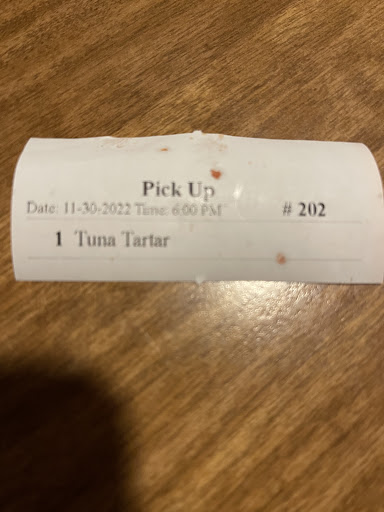 Pick Up
Date: 11-30-2022 Time: 6:00 PM # 202
1 Tuna Tartar